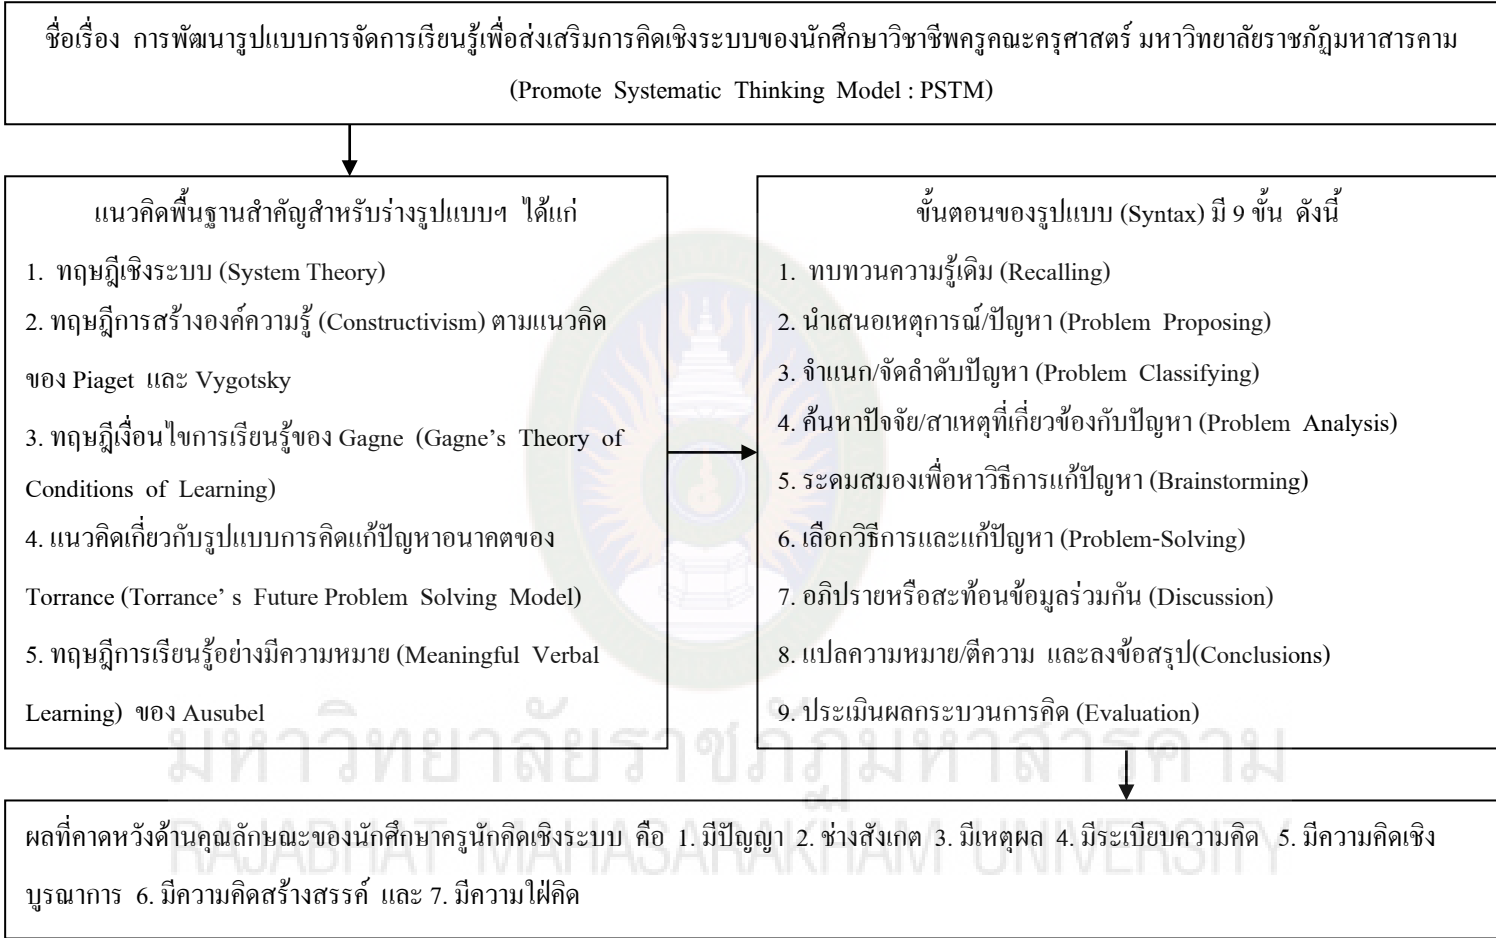 ชื่อเรื่อง การพัฒนารูปแบบการจัดการเรียนรู้เพื่อส่งเสริมการคิดเชิงระบบของนักศึกษาวิชาชีพครูคณะครุศาสตร์ มหาวิทยาลัยราชภัฏมหาสารคาม
(Promote Systematic Thinking Model : PSTM)
แนวคิดพื้นฐานสำคัญสำหรับร่างรูปแบบฯ ได้แก่
1. ทฤษฎีเชิงระบบ (System Theory)
2. ทฤษฎีการสร้างองค์ความรู้ (Constructivism) ตามแนวคิด
ของ Piaget และ Vygotsky
3. ทฤษฎีเงื่อนไขการเรียนรู้ของ Gagne (Gagne's Theory of
Conditions of Learning)
4. แนวคิดเกี่ยวกับรูปแบบการคิดแก้ปัญหาอนาคตของ
Torrance (Torrance' s Future Problem Solving Model)
5. ทฤษฎีการเรียนรู้อย่างมีความหมาย (Meaningful Verbal
Learning) ของ Ausubel
ขั้นตอนของรูปแบบ (Syntax) มี 9 ขั้น ดังนี้
1. ทบทวนความรู้เดิม (Recalling)
2. นำเสนอเหตุการณ์/ปัญหา (Problem Proposing)
3. จำแนก/จัดลำดับปัญหา (Problem Classifying)
4. ค้นหาปัจจัย/สาเหตุที่เกี่ยวข้องกับปัญหา (Problem Analysis)
5. ระดมสมองเพื่อหาวิธีการแก้ปัญหา (Brainstorming)
6. เลือกวิธีการและแก้ปัญหา (Problem-Solving)
7. อภิปรายหรือสะท้อนข้อมูลร่วมกัน (Discussion)
8. แปลความหมาย/ตีความ และลงข้อสรุป(Conclusions)
9. ประเมินผลกระบวนการคิด (Evaluation)
มหาวิทยาลัยราชภัฏมหาสารคาม
ผลที่คาดหวังด้านคุณลักษณะของนักศึกษาครูนักคิดเชิงระบบ คือ 1. มีปัญญา 2. ช่างสังเกต 3. มีเหตุผล 4. มีระเบียบความคิด 5. มีความคิดเชิง
RAJABHAT MAHASARAKHAM UNIVERSITY
บูรณาการ 6. มีความคิดสร้างสรรค์ และ 7. มีความใฝ่คิด